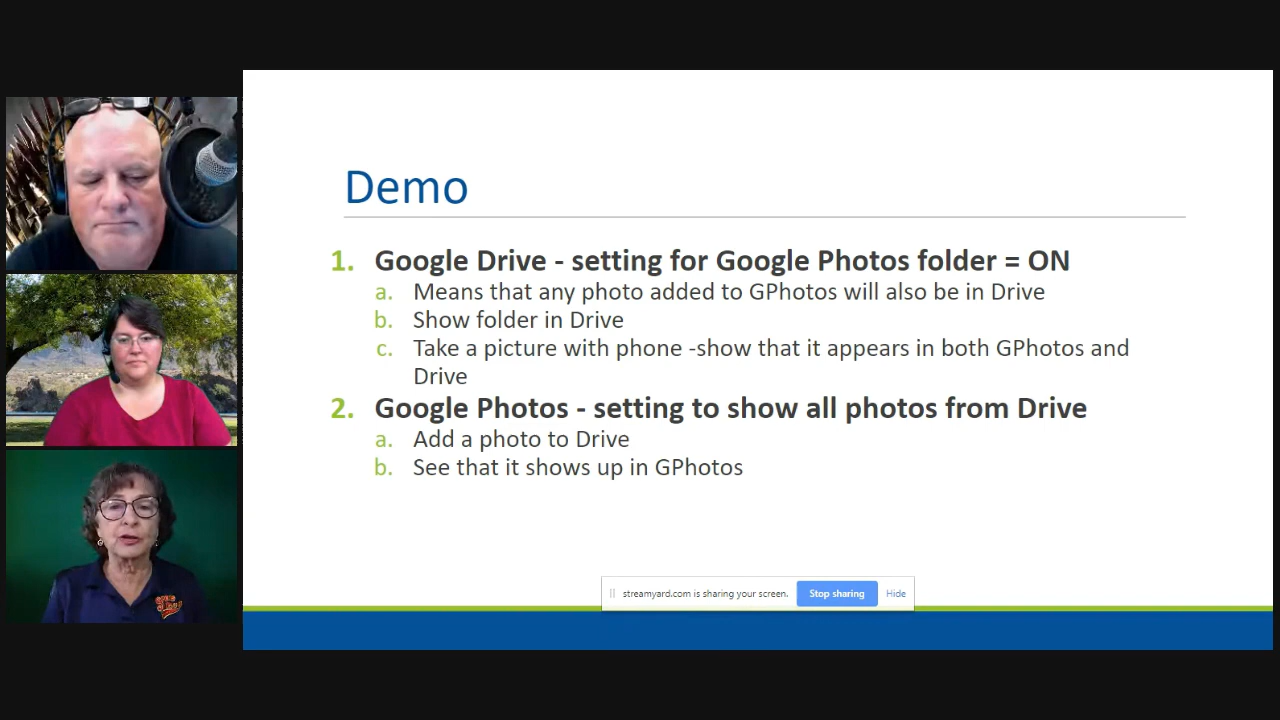 Demo
1. Google Drive - setting for Google Photos folder = ON
a. Means that any photo added to GPhotos will also be in Drive
b. Show folder in Drive
c. Take a picture with phone -show that it appears in both GPhotos and
Drive
2. Google Photos - setting to show all photos from Drive
a. Add a photo to Drive
b. See that it shows up in GPhotos
streamyard.com is sharing your screen. Stop sharing Hide